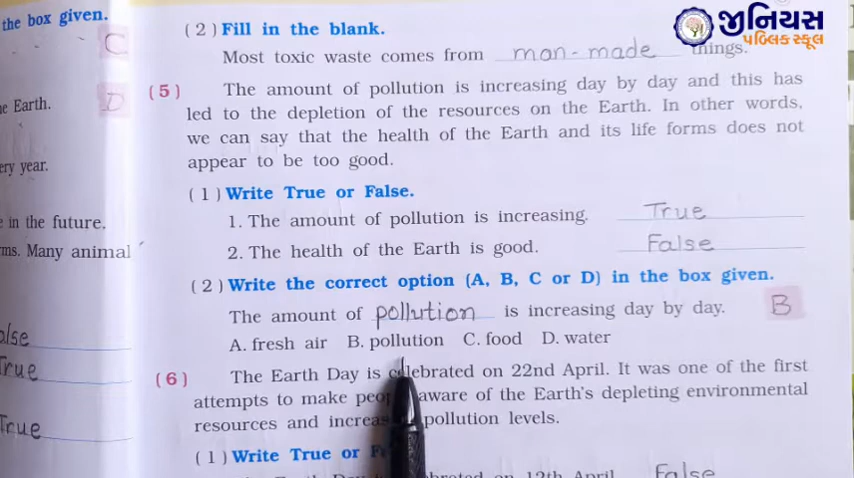 the box given.
C
e Earth.
D
ery year.
e in the future.
ms. Many animal
alse
True
True
જીનિયસ
પબ્લિક સ્કૂલ
( 2 ) Fill in the blank.
Most toxic waste comes from man-made things.
(5) The amount of pollution is increasing day by day and this has
led to the depletion of the resources on the Earth. In other words,
we can say that the health of the Earth and its life forms does not
appear to be too good.
( 1 ) Write True or False.
1. The amount of pollution is increasing. True
2. The health of the Earth is good. False
( 2 ) Write the correct option (A, B, C or D) in the box given.
The amount of pollution is increasing day by day. B
A. fresh air B. pollution C. food D. water
(6) The Earth Day is celebrated on 22nd April. It was one of the first
attempts to make peop aware of the Earth's depleting environmental
resources and increas pollution levels.
( 1 ) Write True or F
brated on 12th April False